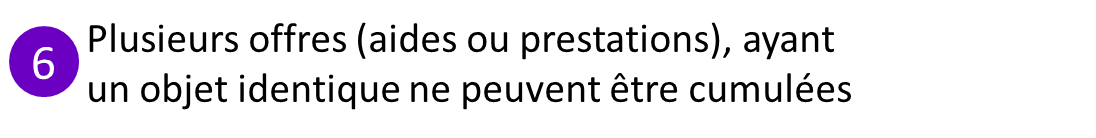 6
Plusieurs offres (aides ou prestations), ayant
un objet identique ne peuvent être cumulées